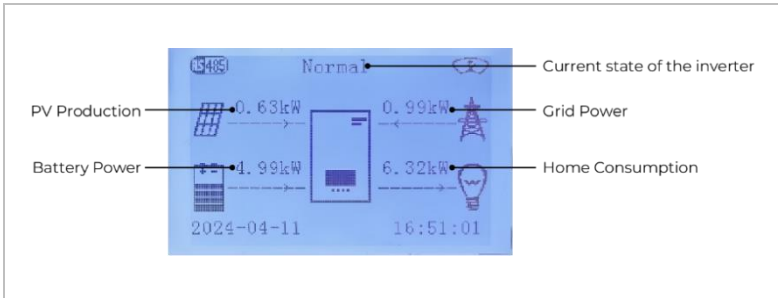 RS485 Normal
Current state of the inverter
PV Production
0.63kW
0.99kW
Grid Power
Battery Power
4.99kW
6.32kW
Home Consumption
2024-04-11
16:51:01